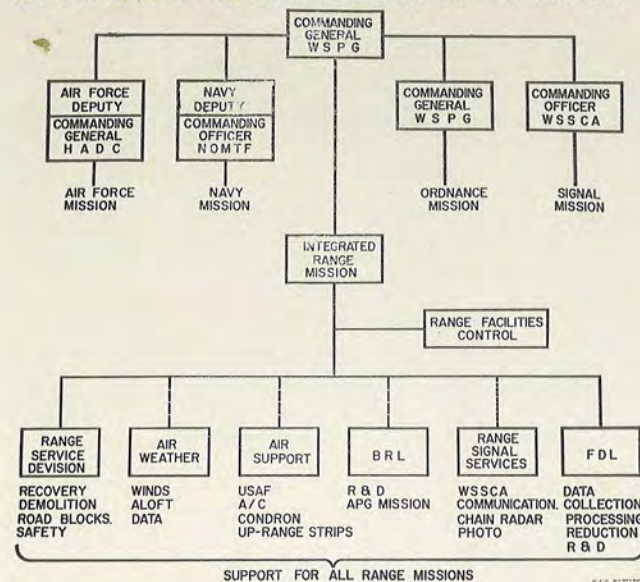 COMMANDING
GENERAL
W S P G
AIR FORCE
DEPUTY
COMMANDING
GENERAL
H A D C
NAVY
DEPUTY
COMMANDING
OFFICER
NOMTF
COMMANDING
GENERAL
W S P G
COMMANDING
OFFICER
WSSCA
AIR FORCE
MISSION
NAVY
MISSION
ORDNANCE
MISSION
SIGNAL
MISSION
INTEGRATED
RANGE
MISSION
RANGE FACILITIES
CONTROL
RANGE
SERVICE
DEVISION
AIR
WEATHER
AIR
SUPPORT
B R L
RANGE
SIGNAL
SERVICES
F D L
RECOVERY
DEMOLITION
ROAD BLOCKS.
SAFETY
WINDS
ALOFT
DATA
USAF
A/C
CONDRON
UP-RANGE STRIPS
R & D
APG MISSION
WSSCA
COMMUNICATION.
CHAIN RADAR
PHOTO
DATA
COLLECTION
PROCESSING
REDUCTION
R & D
SUPPORT FOR ALL RANGE MISSIONS